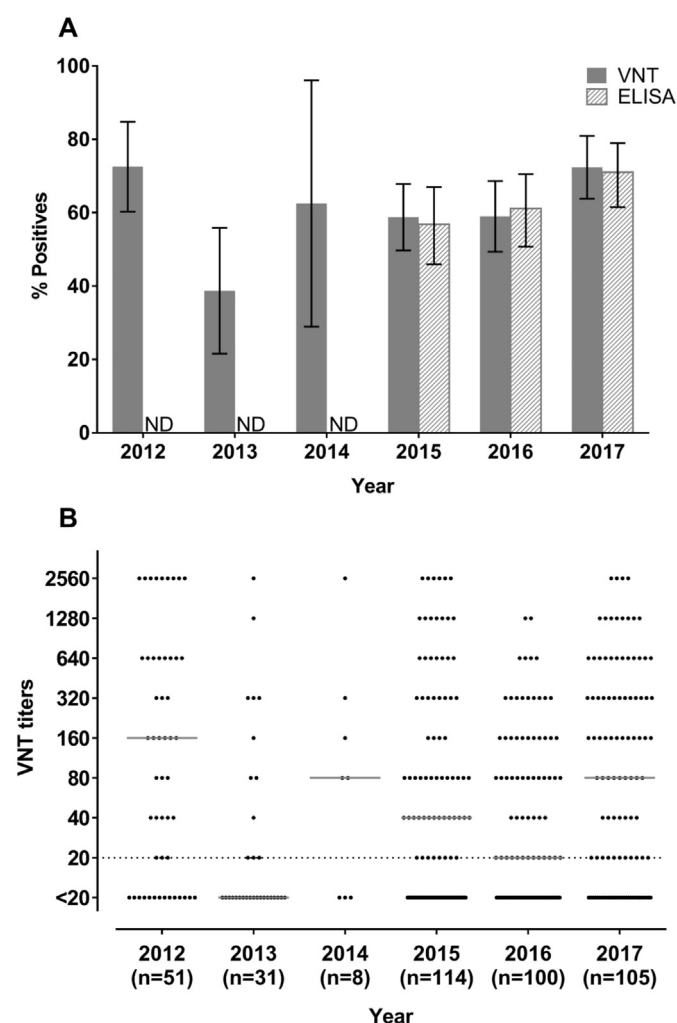 A
100
80
60
40
20
0
% Positives
VNT
ELISA
ND
ND
ND
2012
2013
2014
2015
2016
2017
Year
B
2560
1280
640
320
160
80
40
20
<20
VNT titers
2012
(n=51)
2013
(n=31)
2014
(n=8)
2015
(n=114)
2016
(n=100)
2017
(n=105)
Year